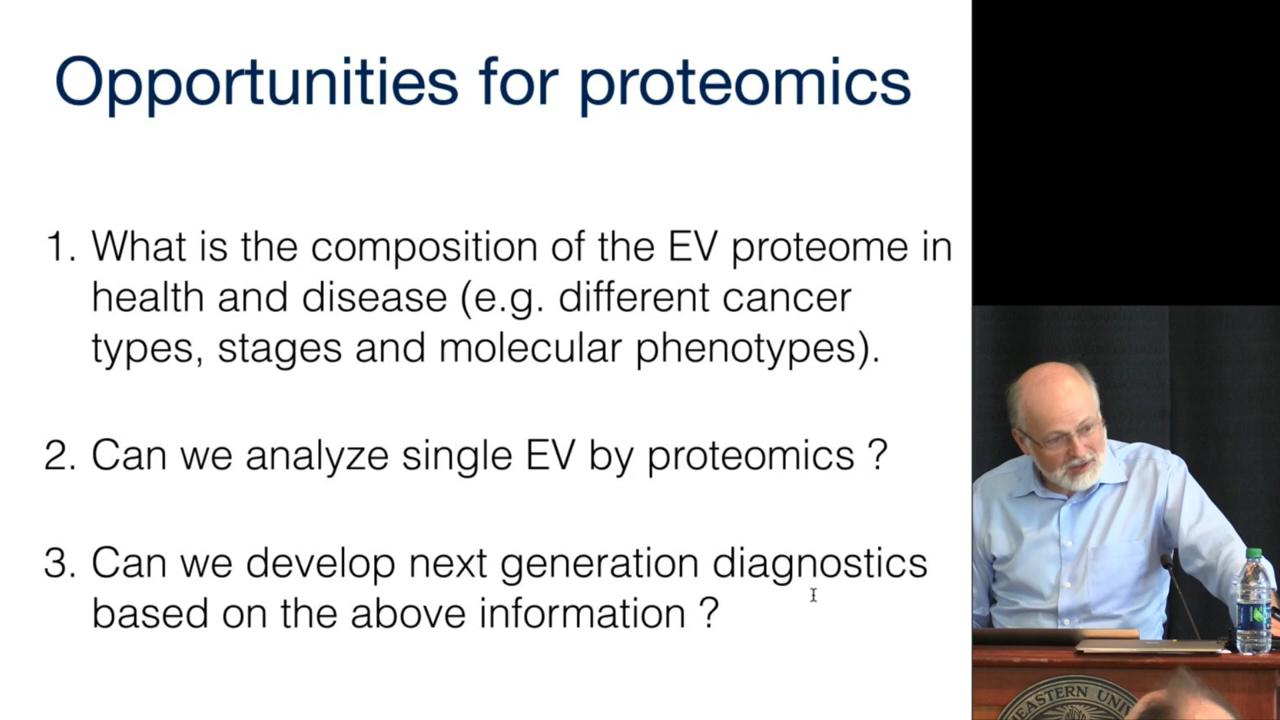 Opportunities for proteomics
1. What is the composition of the EV proteome in
health and disease (e.g. different cancer
types, stages and molecular phenotypes).
2. Can we analyze single EV by proteomics ?
3. Can we develop next generation diagnostics
based on the above information ?
EASTERN UNI